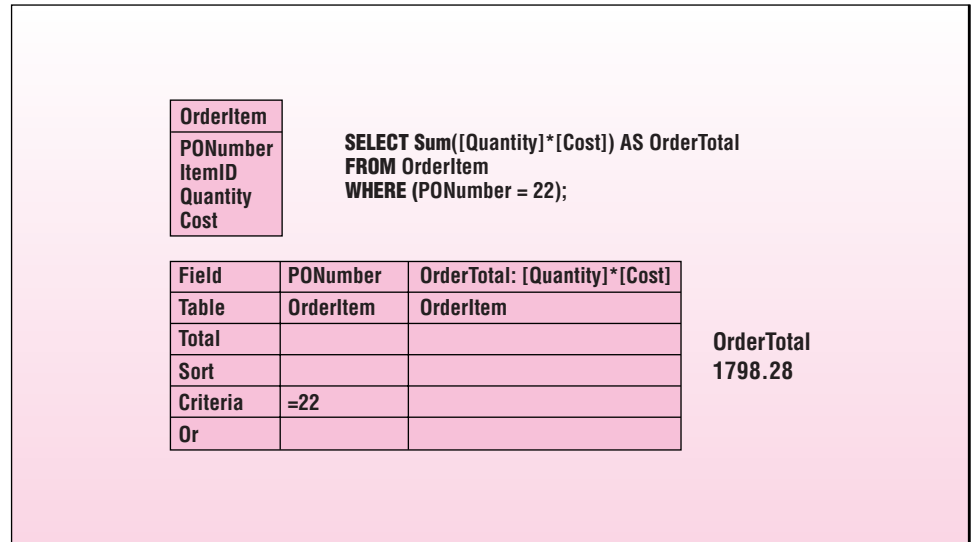 OrderItem
PONumber
ItemID
Quantity
Cost
SELECT Sum([Quantity]*[Cost]) AS OrderTotal
FROM OrderItem
WHERE (PONumber = 22);
Field PONumber OrderTotal: [Quantity]*[Cost]
Table OrderItem OrderItem
Total
Sort
Criteria =22
Or
OrderTotal
1798.28